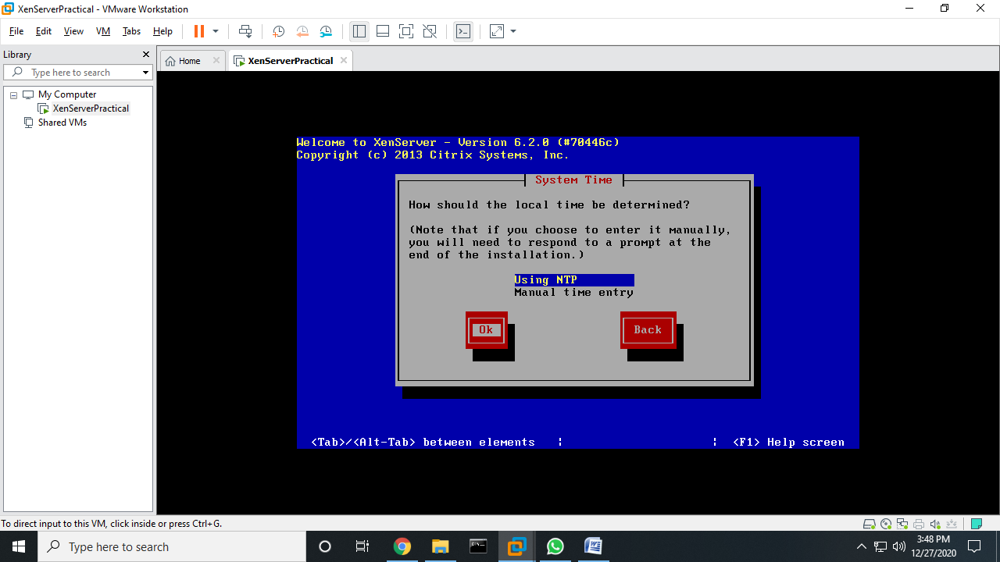 XenServerPractical - VMware Workstation
File Edit View VM Tabs Help
Library
Type here to search
My Computer
XenServerPractical
Shared VMs
Home
XenServerPractical
Welcome to XenServer - Version 6.2.0 (#70446c)
Copyright (c) 2013 Citrix Systems, Inc.
System Time
How should the local time be determined?
(Note that if you choose to enter it manually,
you will need to respond to a prompt at the
end of the installation.)
Using NTP
Manual time entry
Ok Back
<Tab>/<Alt-Tab> between elements | | <F1> Help screen
To direct input to this VM, click inside or press Ctrl+G.
Type here to search
3:48 PM
12/27/2020